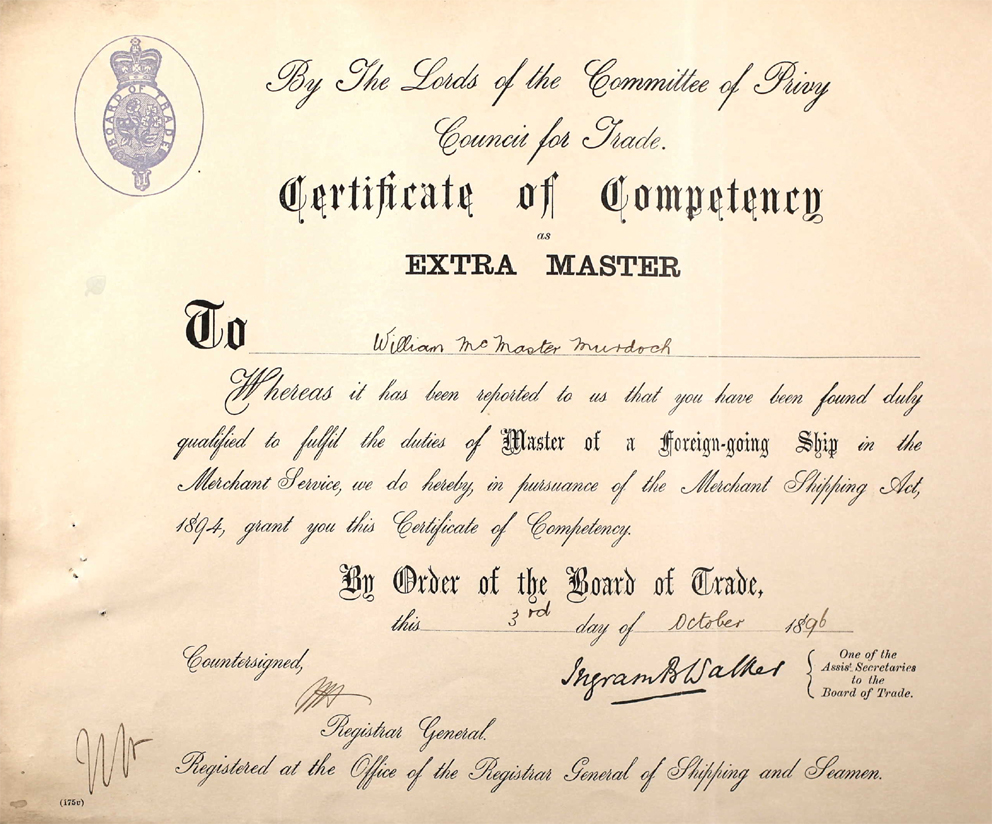 BOARD OF TRADE
By The Lords of the Committee of Privy
Council for Trade.
Certificate of Competency
as
EXTRA MASTER
To William McMaster Murdoch
Whereas it has been reported to us that you have been found duly
qualified to fulfil the duties of Master of a Foreign-going Ship in the
Merchant Service, we do hereby, in pursuance of the Merchant Shipping Act,
1894, grant you this Certificate of Competency.
By Order of the Board of Trade,
this 3rd day of October 1896
Countersigned,
Ingram B Walker
One of the
Assist. Secretaries
to the
Board of Trade.
Registrar General.
Registered at the Office of the Registrar General of Shipping and Seamen.
(175c)